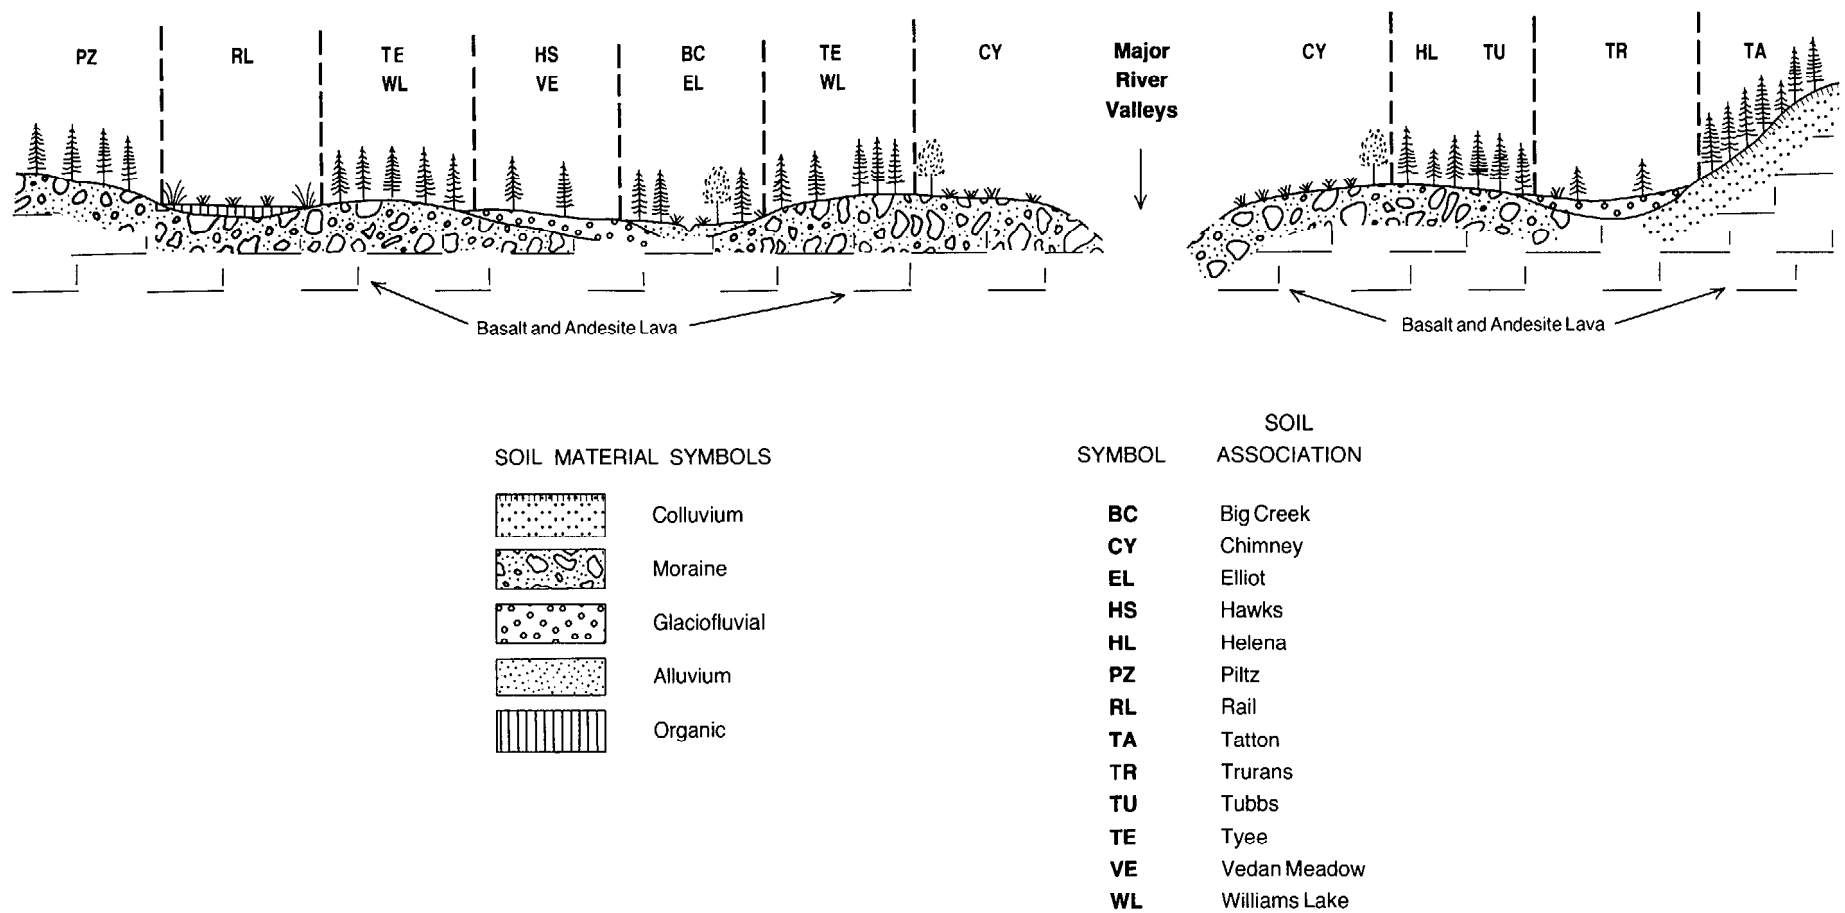 PZ RL TE HS BC TE CY Major CY HL TU TR TA
WL VE EL WL River
Valleys
Basalt and Andesite Lava Basalt and Andesite Lava
SOIL MATERIAL SYMBOLS
Colluvium
Moraine
Glaciofluvial
Alluvium
Organic
SOIL
SYMBOL ASSOCIATION
BC Big Creek
CY Chimney
EL Elliot
HS Hawks
HL Helena
PZ Piltz
RL Rail
TA Tatton
TR Trurans
TU Tubbs
TE Tyee
VE Vedan Meadow
WL Williams Lake